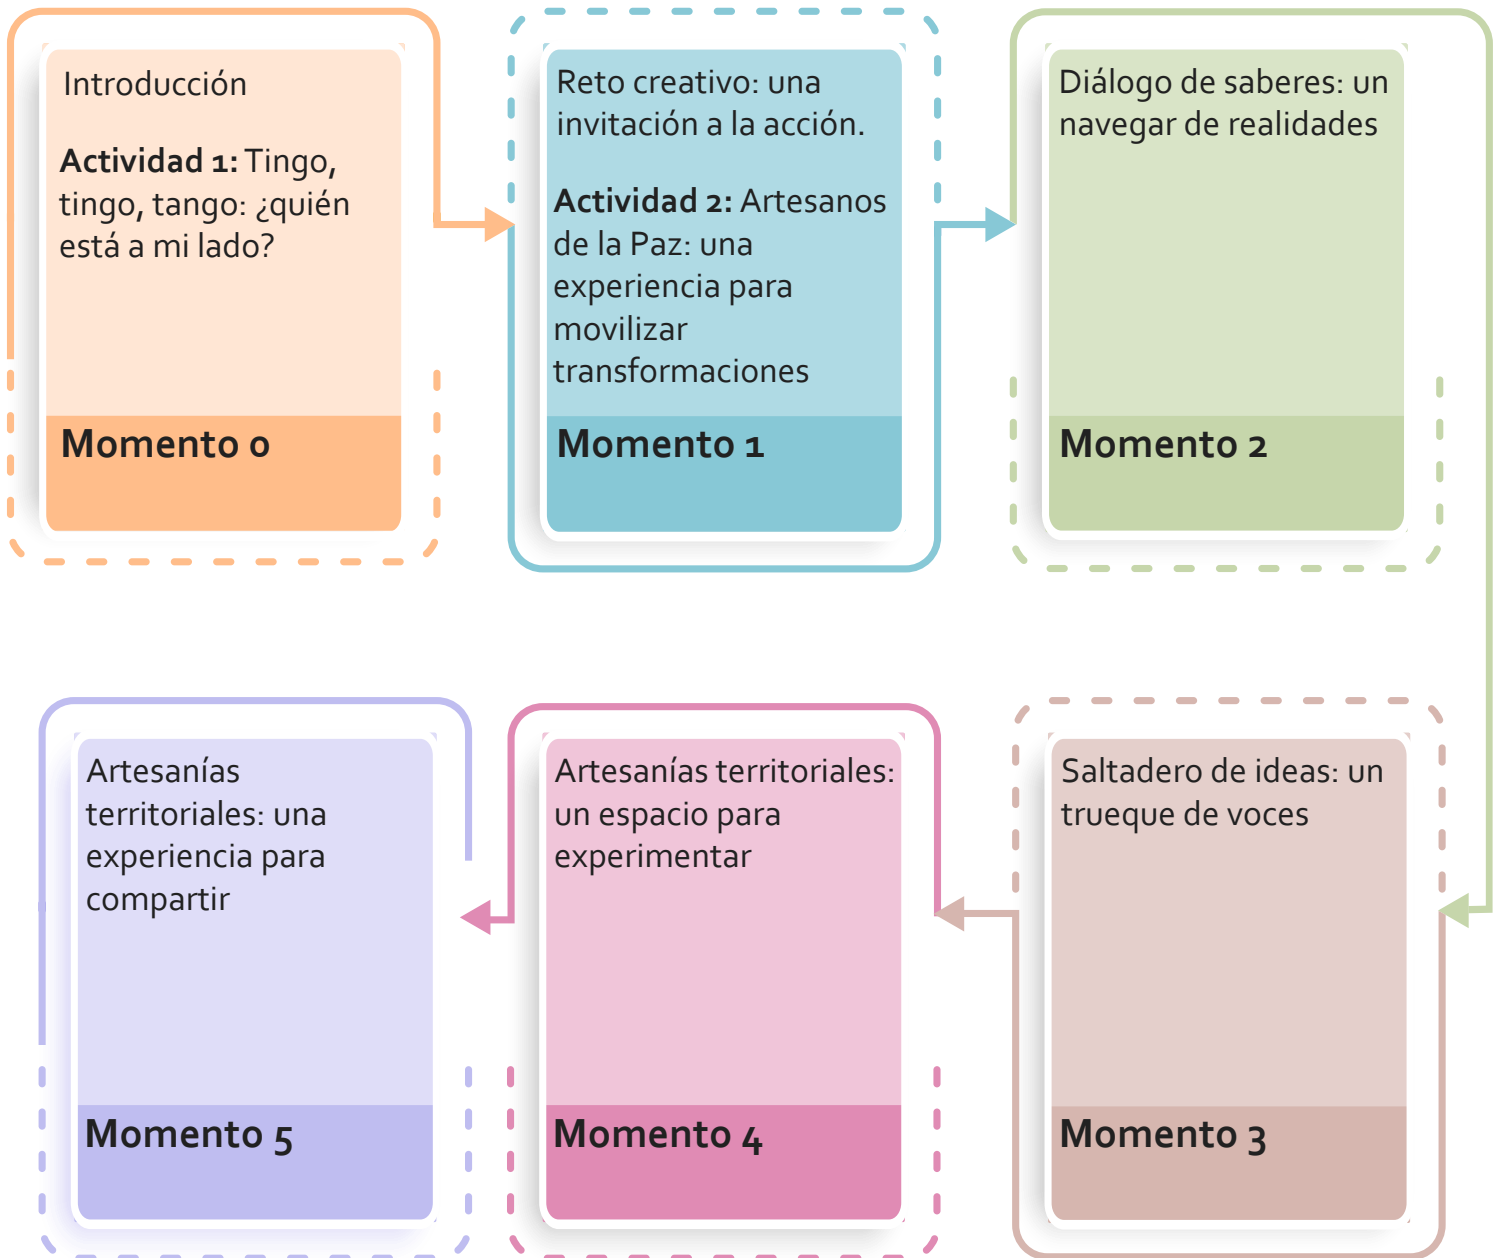 Introducción
Actividad 1: Tingo,
tingo, tango: ¿quién
está a mi lado?
Momento 0
Reto creativo: una
invitación a la acción.
Actividad 2: Artesanos
de la Paz: una
experiencia para
movilizar
transformaciones
Momento 1
Diálogo de saberes: un
navegar de realidades
Momento 2
Saltadero de ideas: un
trueque de voces
Momento 3
Artesanías territoriales:
un espacio para
experimentar
Momento 4
Artesanías
territoriales: una
experiencia para
compartir
Momento 5